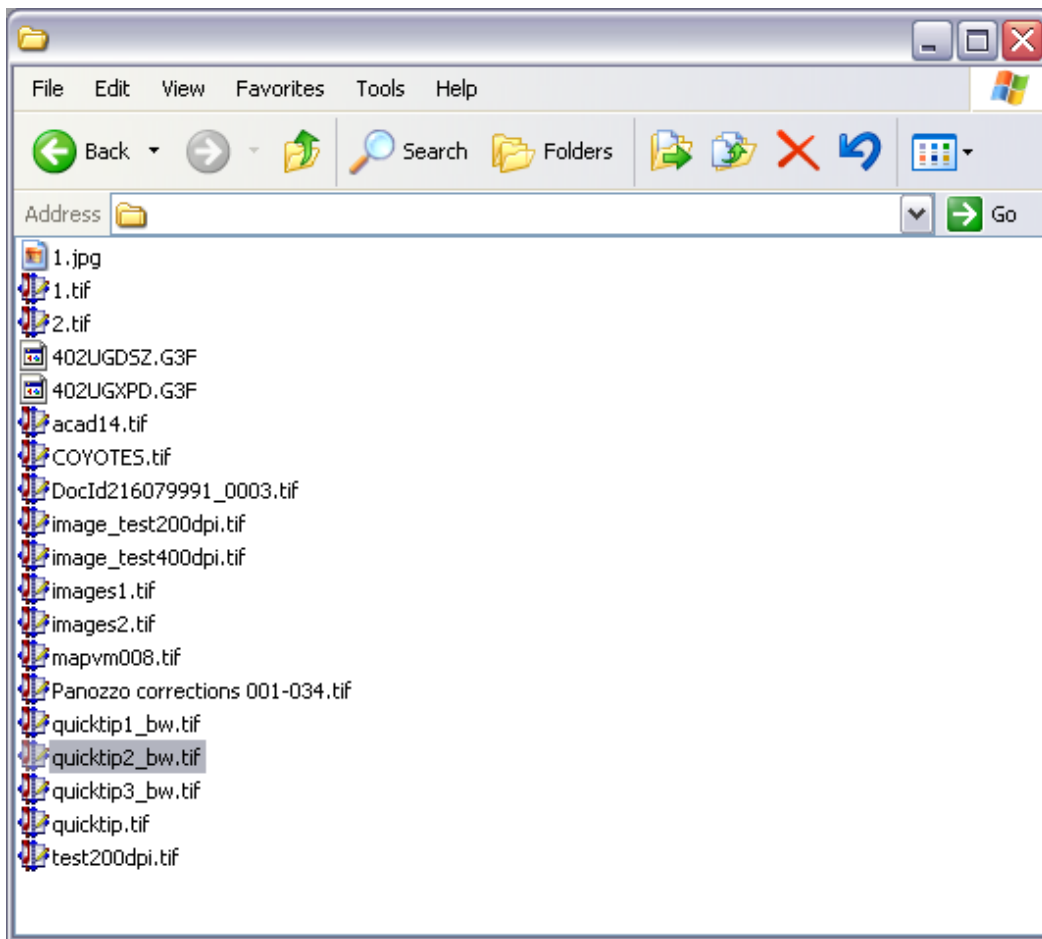 File Edit View Favorites Tools Help
Back Search Folders
Address Go
1.jpg
1.tif
2.tif
402UGDSZ.G3F
402UGXPD.G3F
acad14.tif
COYOTES.tif
DocId216079991_0003.tif
image_test200dpi.tif
image_test400dpi.tif
images1.tif
images2.tif
mapvm008.tif
Panozzo corrections 001-034.tif
quicktip1_bw.tif
quicktip2_bw.tif
quicktip3_bw.tif
quicktip.tif
test200dpi.tif